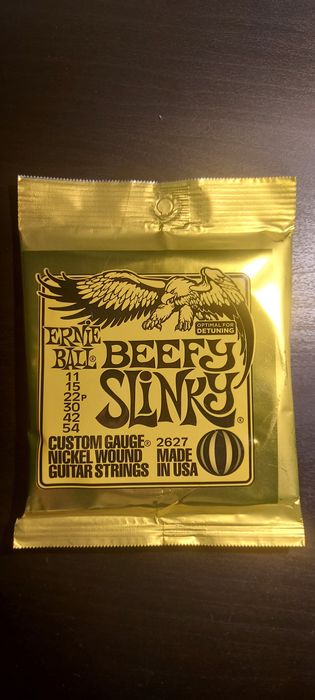 OPTIMAL FOR
DETUNING
ERNIE
BALL®
BEEFY
SLINKY®
11
15
22P
30
42
54
CUSTOM GAUGE®
NICKEL WOUND
GUITAR STRINGS
2627
MADE
IN USA